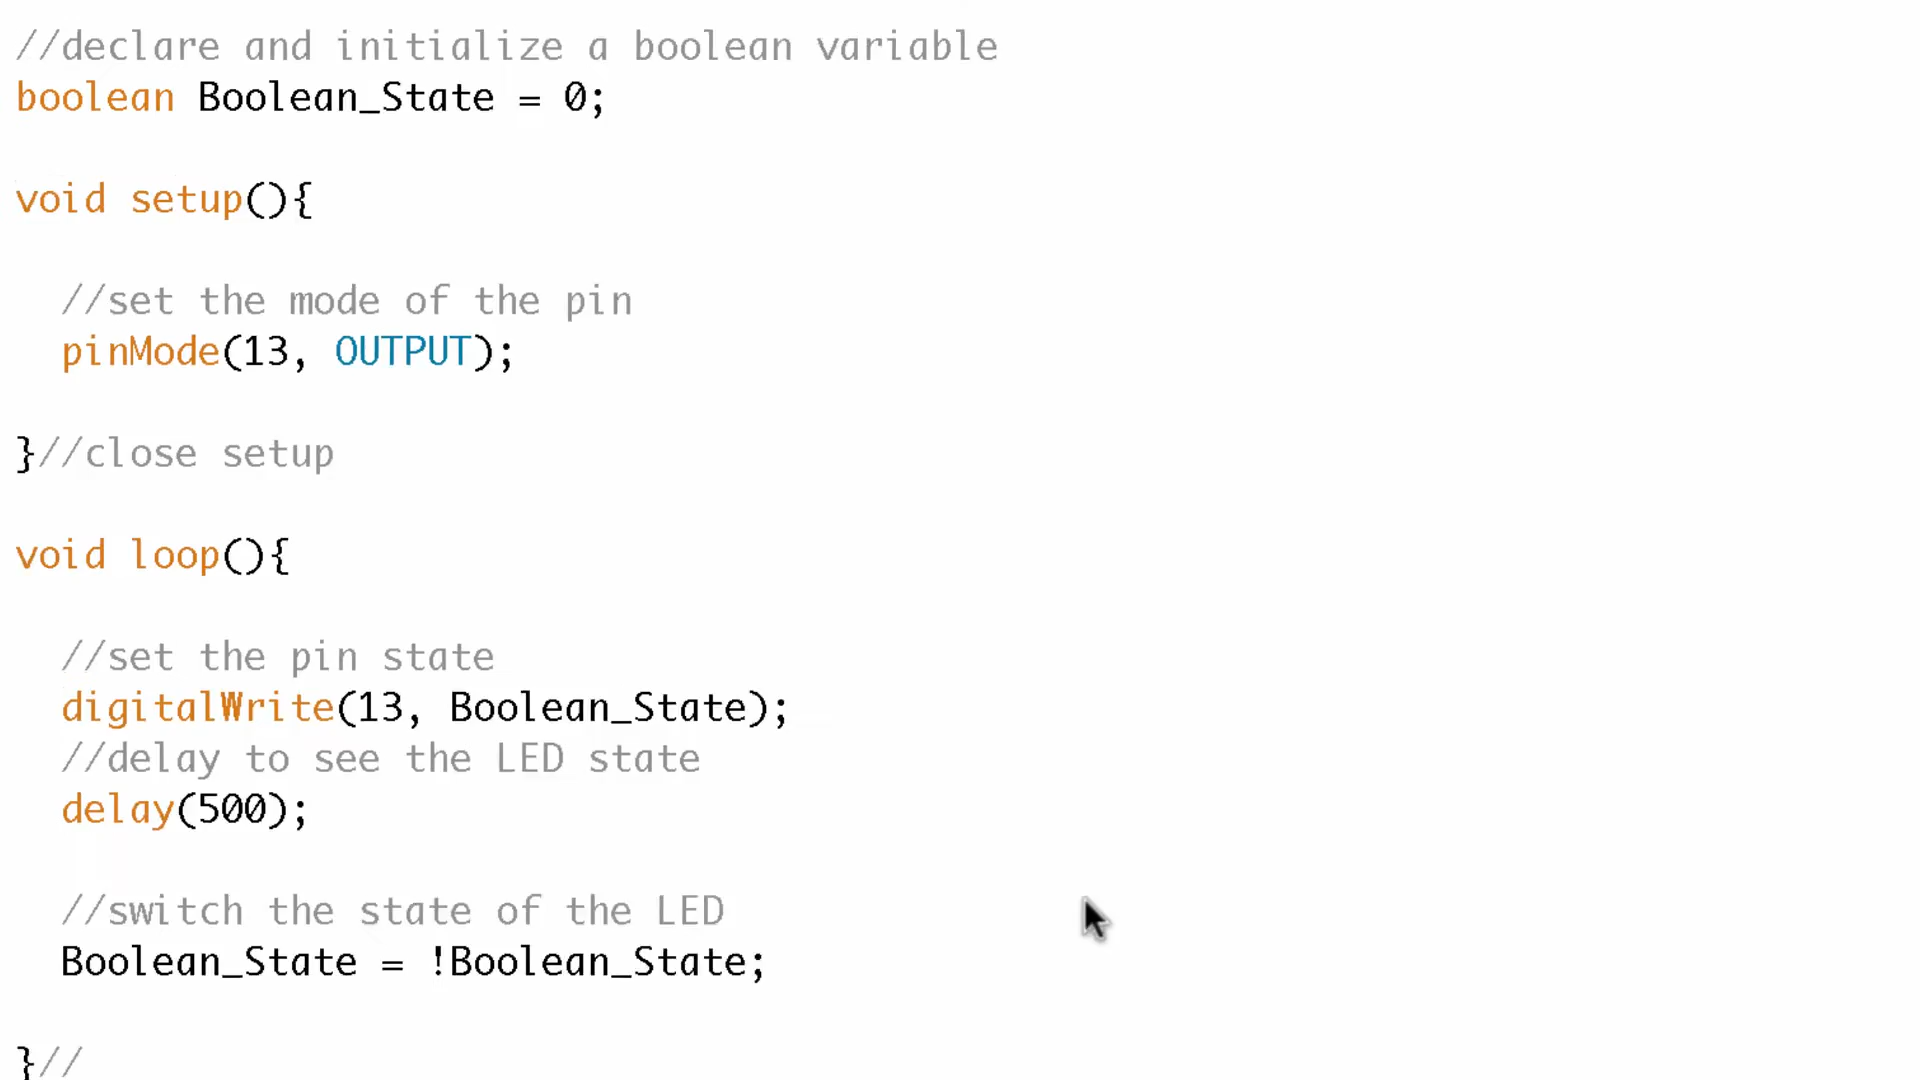 //declare and initialize a boolean variable
boolean Boolean_State = 0;
void setup(){
//set the mode of the pin
pinMode(13, OUTPUT);
}//close setup
void loop(){
//set the pin state
digitalWrite(13, Boolean_State);
//delay to see the LED state
delay(500);
//switch the state of the LED
Boolean_State = !Boolean_State;
}//